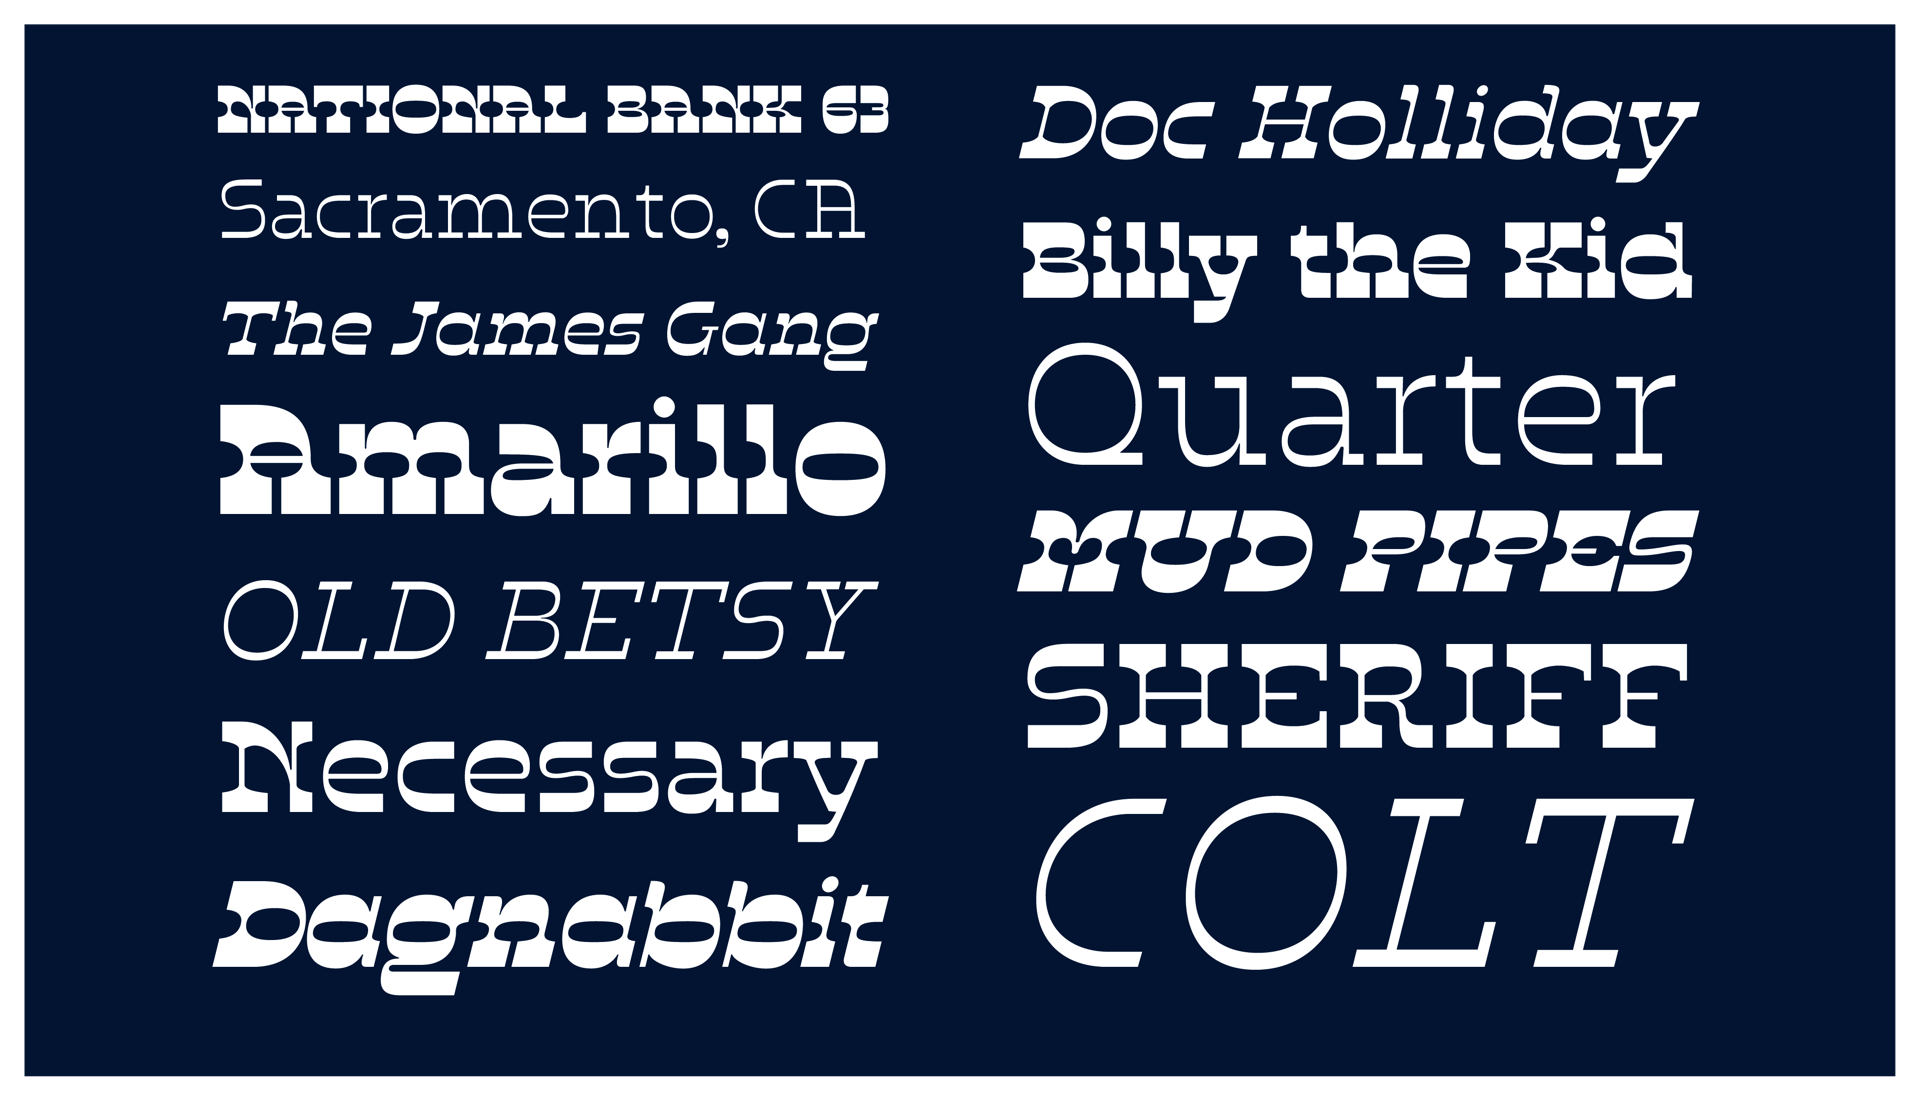 NATIONAL BANK 63
Sacramento, CA
The James Gang
Amarillo
OLD BETSY
Necessary
Dagnabbit
Doc Holliday
Billy the Kid
Quarter
MUD PIPES
SHERIFF
COLT